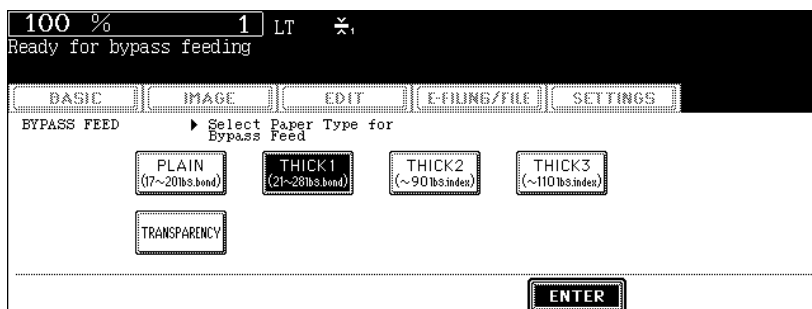 100 % 1 LT 1
Ready for bypass feeding
BASIC IMAGE EDIT E-FILING/FILE SETTINGS
BYPASS FEED ▶ Select Paper Type for
Bypass Feed
PLAIN THICK1 THICK2 THICK3
(17~20lbs.bond) (21~28lbs.bond) (~90lbs.index) (~110lbs.index)
TRANSPARENCY
ENTER